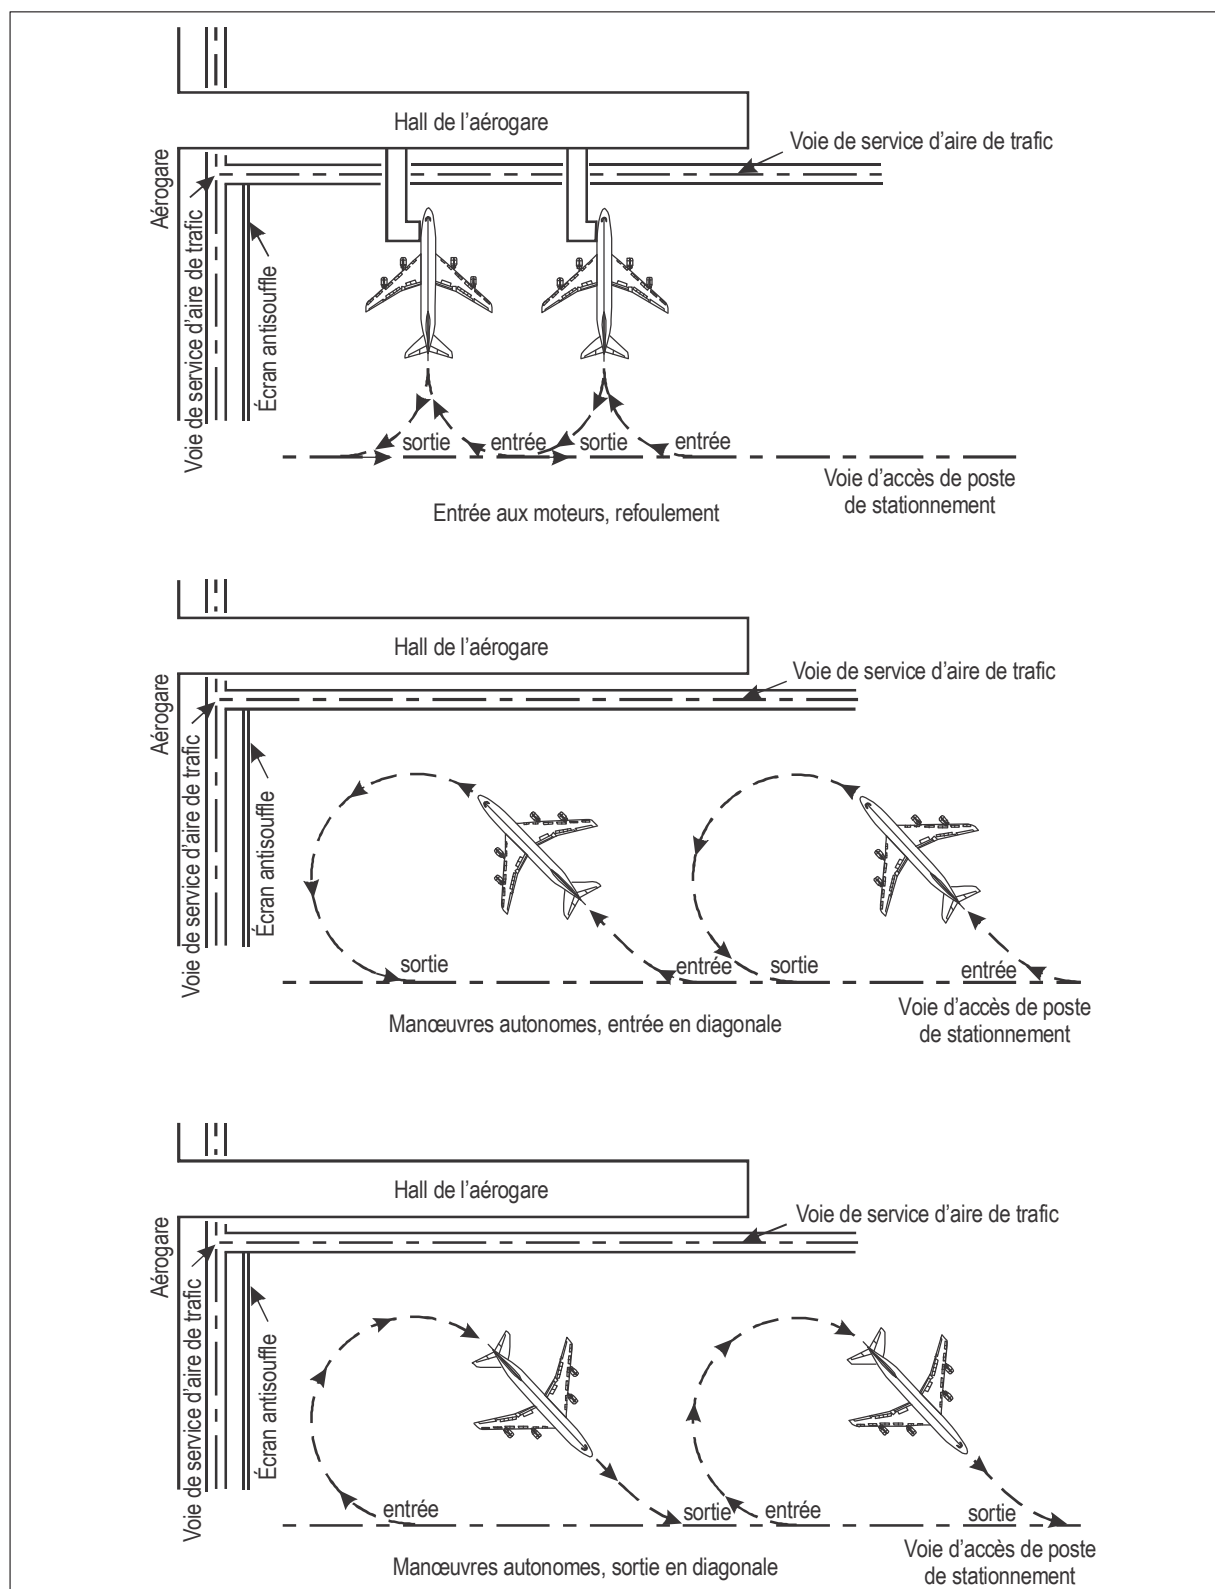 Hall de l'aérogare
Voie de service d'aire de trafic
Aérogare
Voie de service d'aire de trafic
Écran antisouffle
sortie
entrée
sortie
entrée
Voie d'accès de poste
de stationnement
Entrée aux moteurs, refoulement
Hall de l'aérogare
Voie de service d'aire de trafic
Aérogare
Voie de service d'aire de trafic
Écran antisouffle
sortie
entrée
sortie
entrée
Voie d'accès de poste
de stationnement
Manœuvres autonomes, entrée en diagonale
Hall de l'aérogare
Voie de service d'aire de trafic
Aérogare
Voie de service d'aire de trafic
Écran antisouffle
entrée
sortie
entrée
sortie
Voie d'accès de poste
de stationnement
Manœuvres autonomes, sortie en diagonale